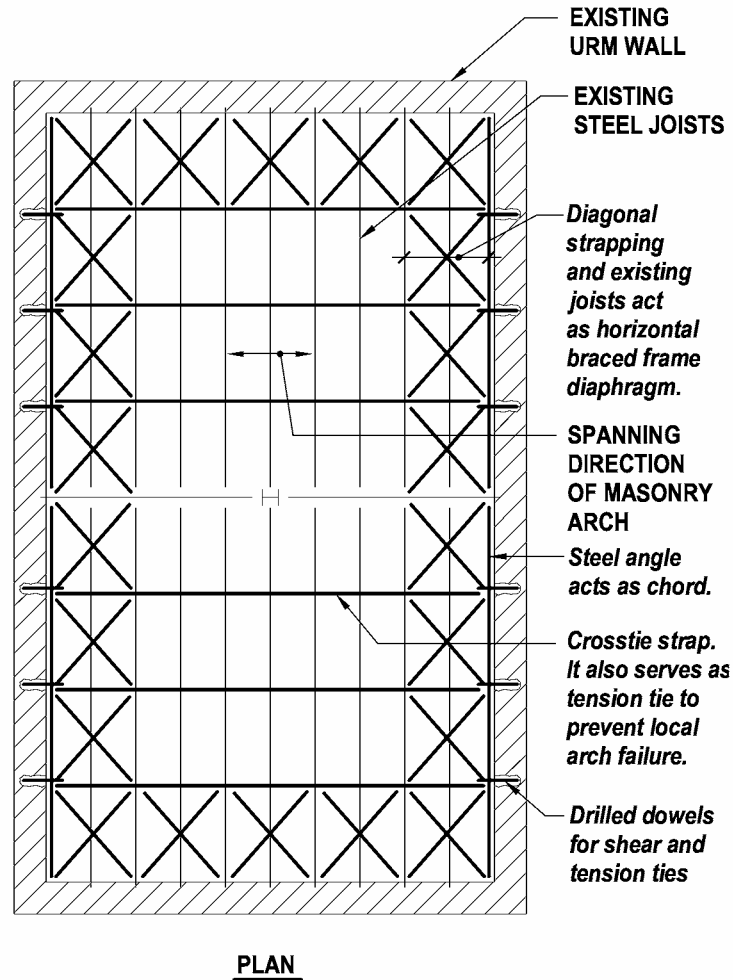 EXISTING
URM WALL
EXISTING
STEEL JOISTS
Diagonal
strapping
and existing
joists act
as horizontal
braced frame
diaphragm.
SPANNING
DIRECTION
OF MASONRY
ARCH
Steel angle
acts as chord.
Crosstie strap.
It also serves as
tension tie to
prevent local
arch failure.
Drilled dowels
for shear and
tension ties
PLAN